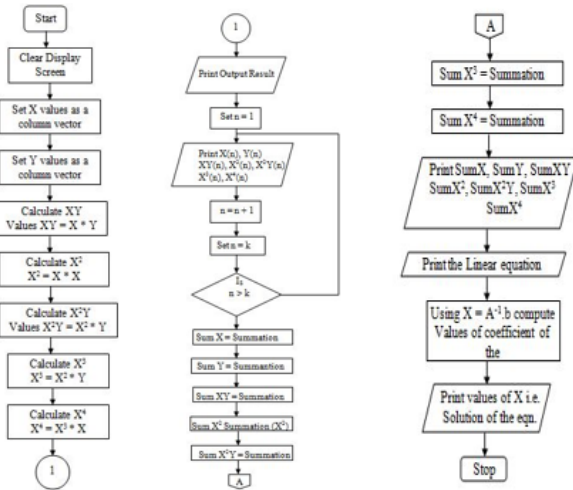 Start
Clear Display
Screen
Set X values as a
column vector
Set Y values as a
column vector
Calculate XY
Values XY = X * Y
Calculate X²
X² = X * X
Calculate X²Y
Values X²Y = X² * Y
Calculate X³
X³ = X² * Y
Calculate X⁴
X⁴ = X³ * X
1
1
Print Output Result
Set n = 1
Print X(n), Y(n)
XY(n), X²(n), X²Y(n)
X³(n), X⁴(n)
n = n + 1
Set n = k
Is
n > k
Sum X = Summation
Sum Y = Summantion
Sum XY = Summation
Sum X² Summation (X²)
Sum X²Y = Summation
A
A
Sum X³ = Summation
Sum X⁴ = Summation
Print SumX, SumY, SumXY
SumX², SumX²Y, SumX³
SumX⁴
Print the Linear equation
Using X = A⁻¹.b compute
Values of coefficient of
the
Print values of X i.e.
Solution of the eqn.
Stop